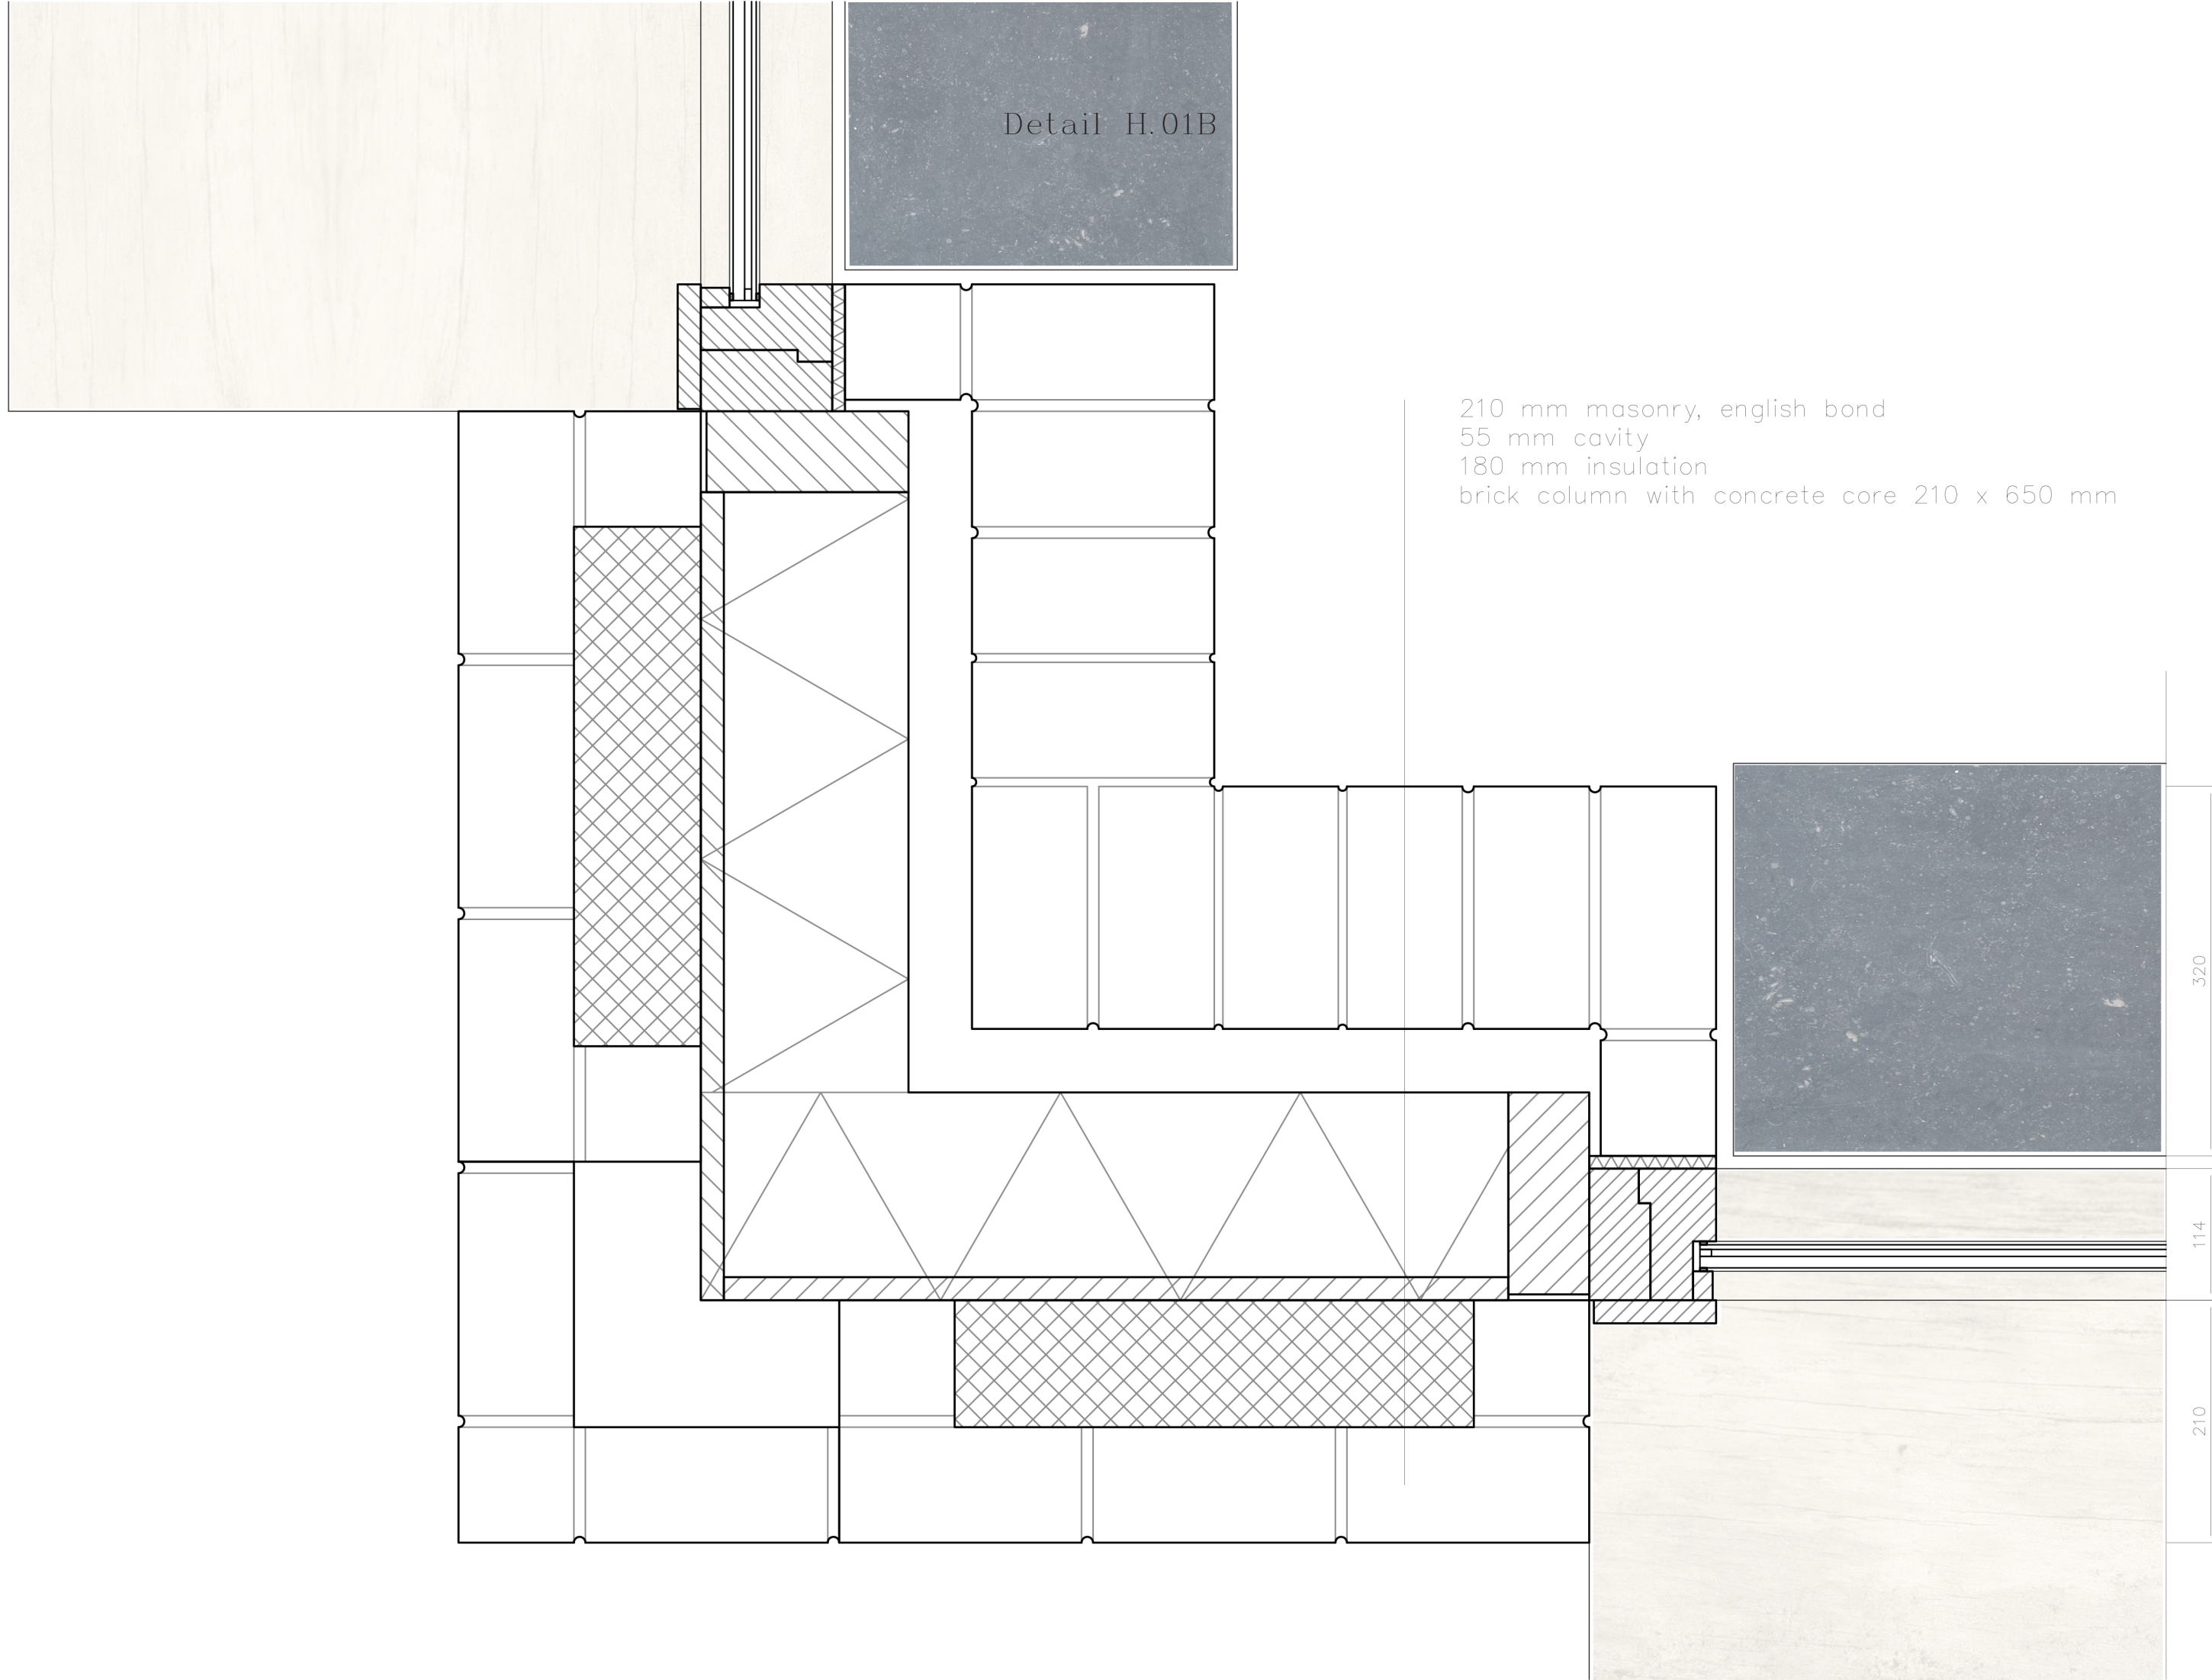 Detail H.01B
210 mm masonry, english bond
55 mm cavity
180 mm insulation
brick column with concrete core 210 x 650 mm
320
114
210